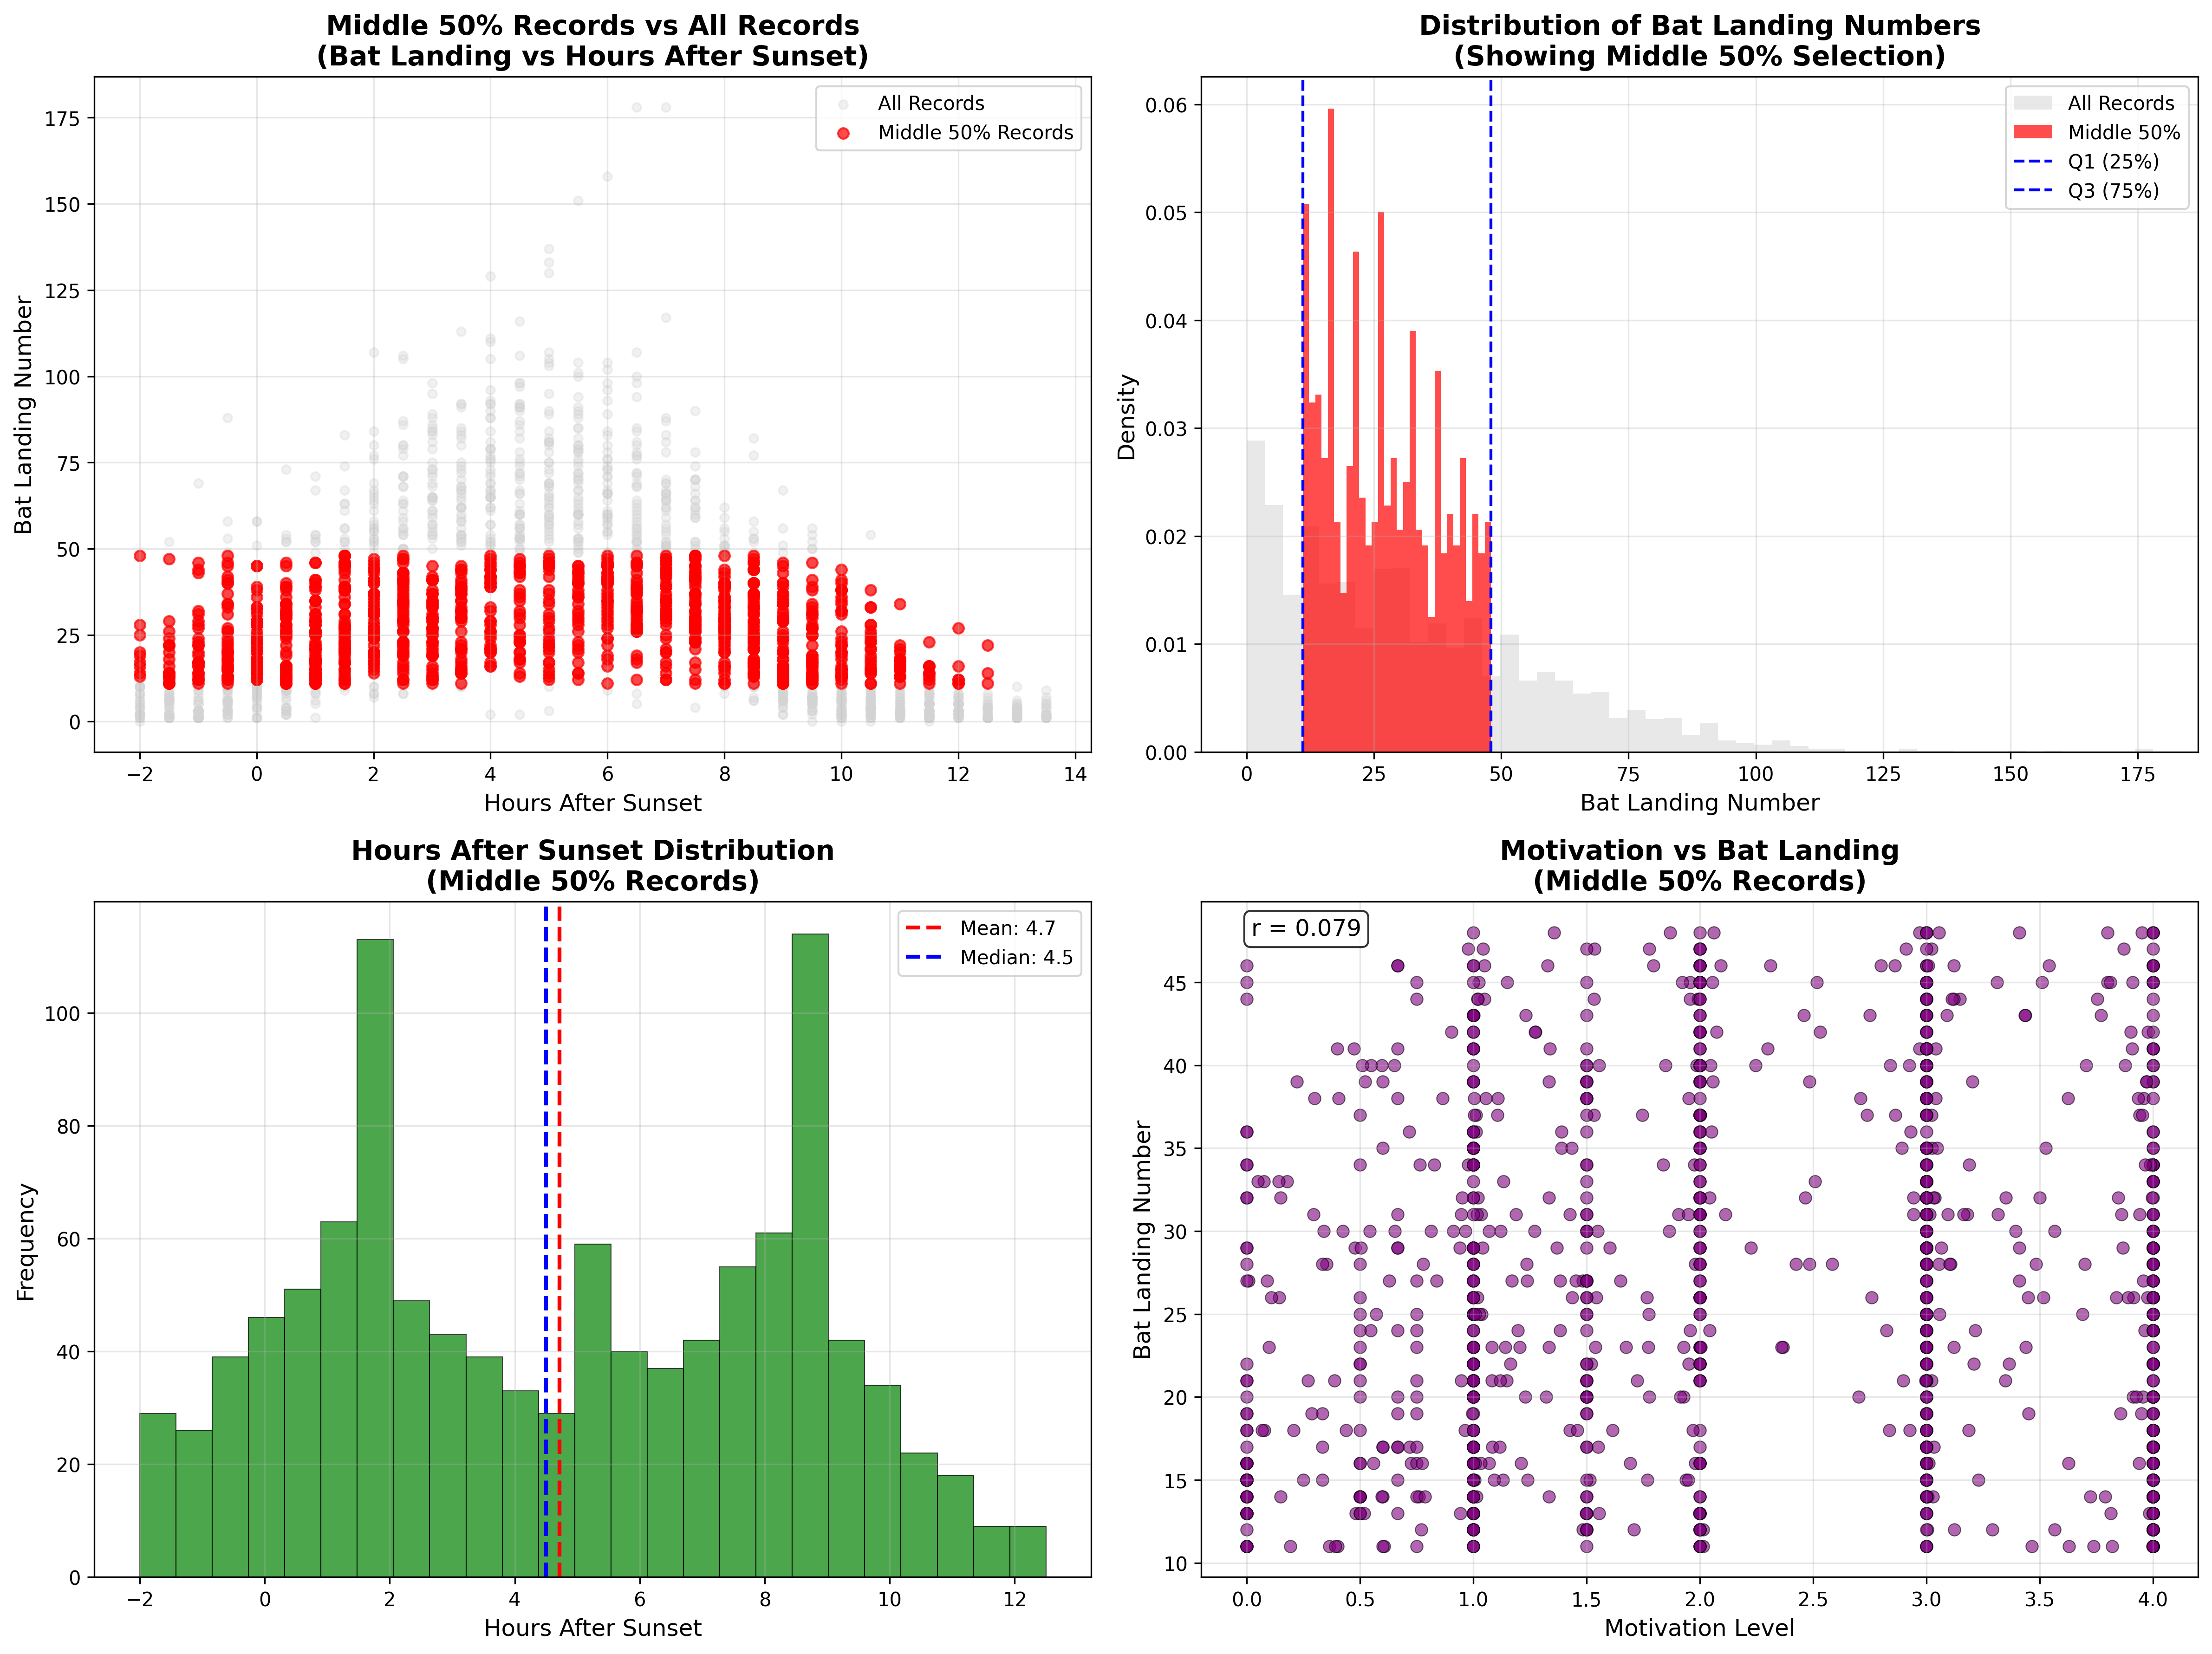 Middle 50% Records vs All Records
(Bat Landing vs Hours After Sunset)
All Records
Middle 50% Records
175
150
125
100
75
50
25
0
Bat Landing Number
−2 0 2 4 6 8 10 12 14
Hours After Sunset
Distribution of Bat Landing Numbers
(Showing Middle 50% Selection)
All Records
Middle 50%
Q1 (25%)
Q3 (75%)
0.06
0.05
0.04
0.03
0.02
0.01
0.00
Density
0 25 50 75 100 125 150 175
Bat Landing Number
Hours After Sunset Distribution
(Middle 50% Records)
Mean: 4.7
Median: 4.5
100
80
60
40
20
0
Frequency
−2 0 2 4 6 8 10 12
Hours After Sunset
Motivation vs Bat Landing
(Middle 50% Records)
r = 0.079
45
40
35
30
25
20
15
10
Bat Landing Number
0.0 0.5 1.0 1.5 2.0 2.5 3.0 3.5 4.0
Motivation Level